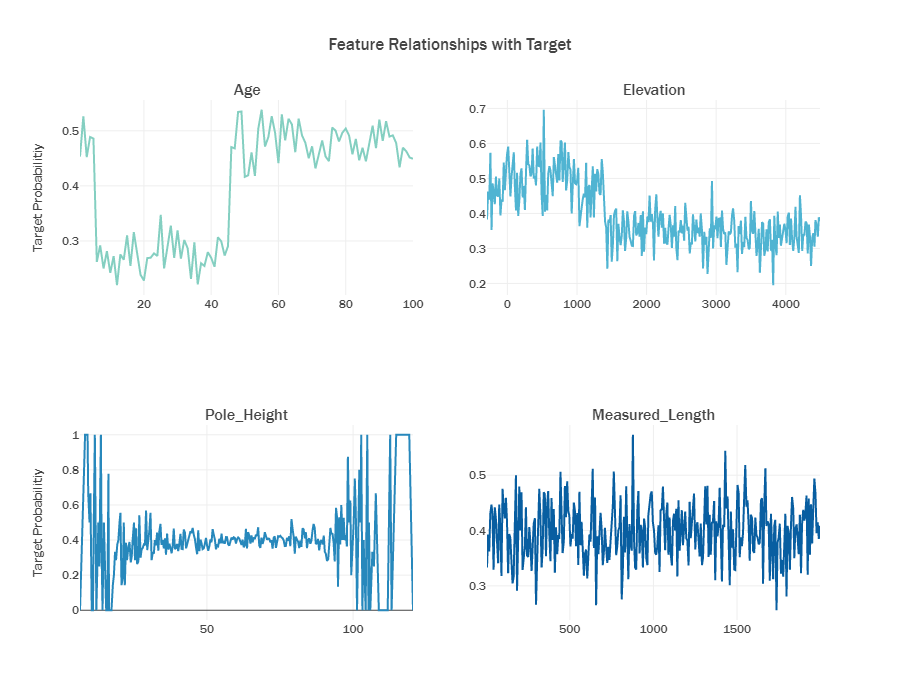 Feature Relationships with Target
Age
Elevation
Target Probabilitiy
0.5
0.4
0.3
20 40 60 80 100
0.7
0.6
0.5
0.4
0.3
0.2
0 1000 2000 3000 4000
Pole_Height
Measured_Length
Target Probability
1
0.8
0.6
0.4
0.2
0
50 100
0.5
0.4
0.3
500 1000 1500